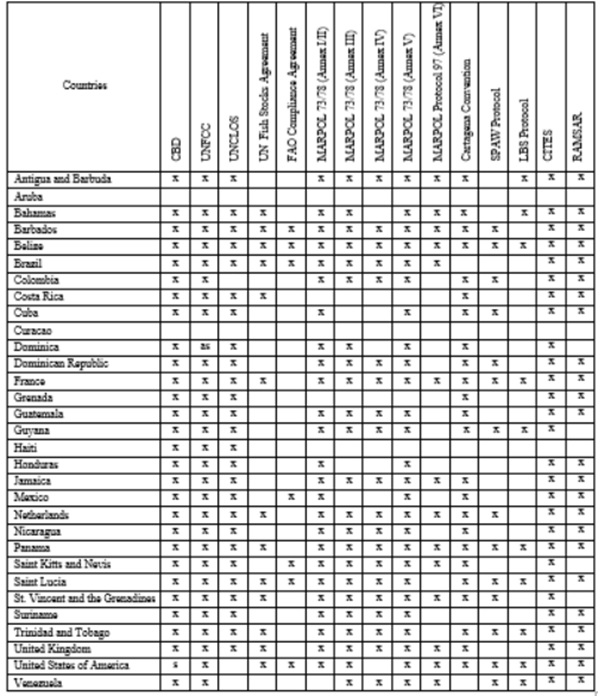 Countries
CBD
UNFCC
UNCLOS
UN Fish Stocks Agreement
FAO Compliance Agreement
MARPOL 73/78 (Annex I/II)
MARPOL 73/78 (Annex III)
MARPOL 73/78 (Annex IV)
MARPOL 73/78 (Annex V)
MARPOL Protocol 97 (Annex VI)
Cartagena Convention
SPAW Protocol
LBS Protocol
CITES
RAMSAR
Antigua and Barbuda x x x x x x x x x x x x
Aruba
Bahamas x x x x x x x x x x x x
Barbados x x x x x x x x x x x x x x
Belize x x x x x x x x x x x x x x x
Brazil x x x x x x x x x x x x
Colombia x x x x x x x x x x
Costa Rica x x x x x x x
Cuba x x x x x x x x x
Curacao
Dominica x as x x x x x x
Dominican Republic x x x x x x x x x x x
France x x x x x x x x x x x x x x
Grenada x x x x x x
Guatemala x x x x x x x x x x
Guyana x x x x x x x x x x x
Haiti x x x
Honduras x x x x x x x
Jamaica x x x x x x x x x x x
Mexico x x x x x x x x x
Netherlands x x x x x x x x x x x x x
Nicaragua x x x x x x x x x x
Panama x x x x x x x x x x x x x x
Saint Kitts and Nevis x x x x x x x x x x x
Saint Lucia x x x x x x x x x x x x x x
St. Vincent and the Grenadines x x x x x x x x x x x x
Suriname x x x x x x x x x
Trinidad and Tobago x x x x x x x x x x x x x
United Kingdom x x x x x x x x x x x x
United States of America s x x x x x x x x x x x x
Venezuela x x x x x x x x x x